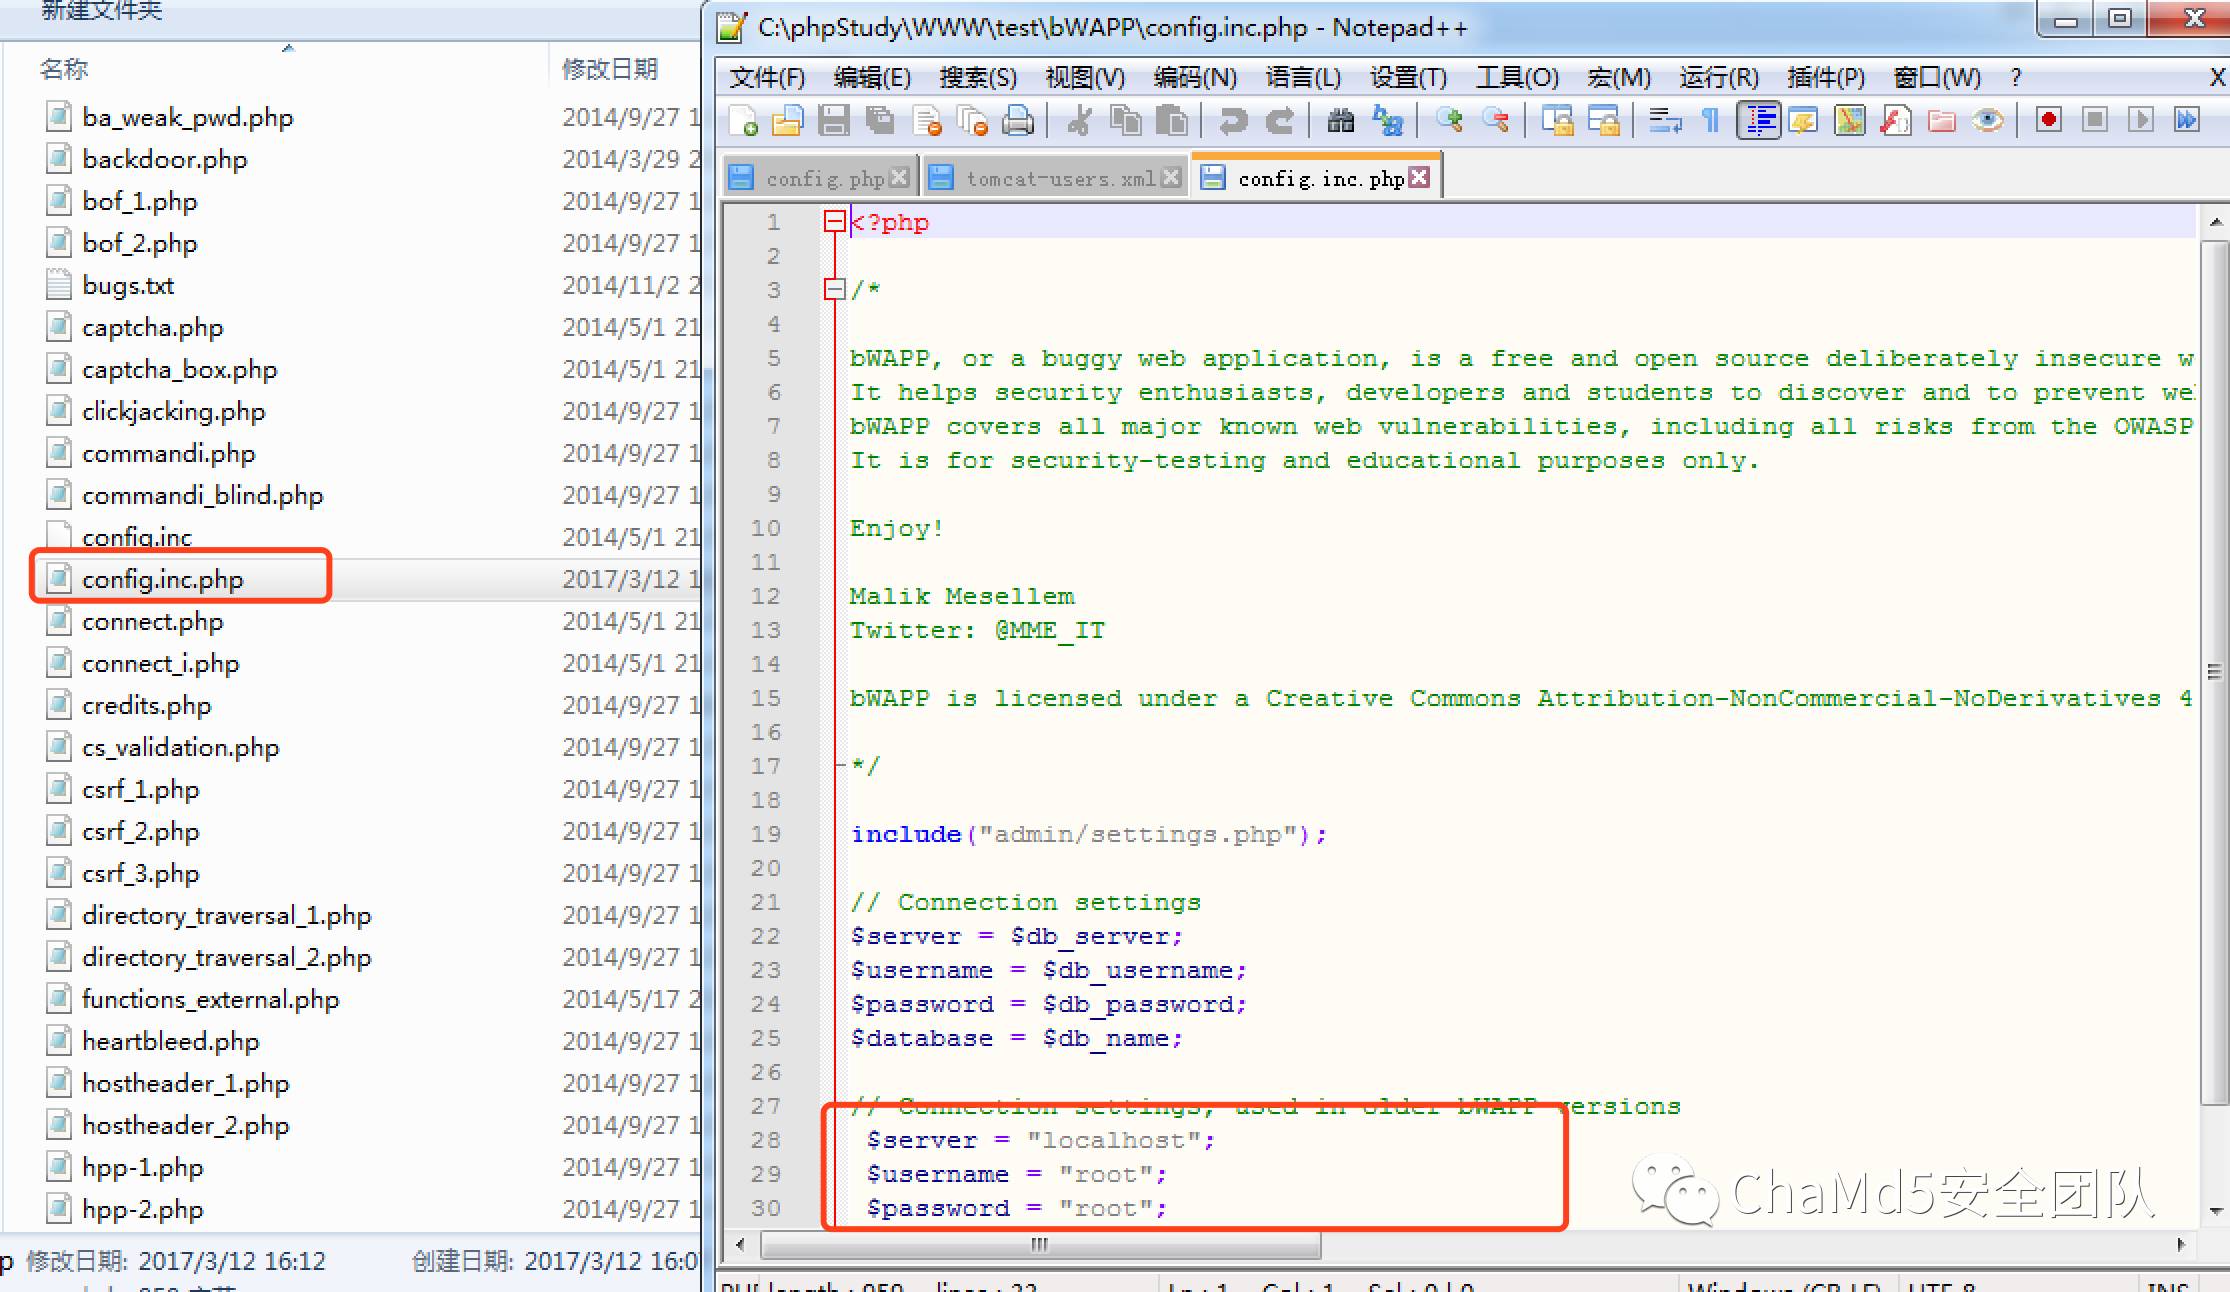 新建文件夹
名称 修改日期
ba_weak_pwd.php 2014/9/27 1
backdoor.php 2014/3/29 2
bof_1.php 2014/9/27 1
bof_2.php 2014/9/27 1
bugs.txt 2014/11/2 2
captcha.php 2014/5/1 21
captcha_box.php 2014/5/1 21
clickjacking.php 2014/9/27 1
commandi.php 2014/9/27 1
commandi_blind.php 2014/9/27 1
config.inc 2014/5/1 21
config.inc.php 2017/3/12 1
connect.php 2014/5/1 21
connect_i.php 2014/5/1 21
credits.php 2014/9/27 1
cs_validation.php 2014/9/27 1
csrf_1.php 2014/9/27 1
csrf_2.php 2014/9/27 1
csrf_3.php 2014/9/27 1
directory_traversal_1.php 2014/9/27 1
directory_traversal_2.php 2014/9/27 1
functions_external.php 2014/5/17 2
heartbleed.php 2014/9/27 1
hostheader_1.php 2014/9/27 1
hostheader_2.php 2014/9/27 1
hpp-1.php 2014/9/27 1
hpp-2.php 2014/9/27 1
p 修改日期: 2017/3/12 16:12 创建日期: 2017/3/12 16:0
C:\phpStudy\WWW\test\bWAPP\config.inc.php - Notepad++
文件(F) 编辑(E) 搜索(S) 视图(V) 编码(N) 语言(L) 设置(T) 工具(O) 宏(M) 运行(R) 插件(P) 窗口(W) ? X
config.php tomcat-users.xml config.inc.php
1 <?php
2
3 /*
4
5 bWAPP, or a buggy web application, is a free and open source deliberately insecure w
6 It helps security enthusiasts, developers and students to discover and to prevent we
7 bWAPP covers all major known web vulnerabilities, including all risks from the OWASP
8 It is for security-testing and educational purposes only.
9
10 Enjoy!
11
12 Malik Mesellem
13 Twitter: @MME_IT
14
15 bWAPP is licensed under a Creative Commons Attribution-NonCommercial-NoDerivatives 4
16
17 */
18
19 include("admin/settings.php");
20
21 // Connection settings
22 $server = $db_server;
23 $username = $db_username;
24 $password = $db_password;
25 $database = $db_name;
26
27 // Connection settings, used in older bWAPP versions
28 $server = "localhost";
29 $username = "root";
30 $password = "root";
ChaMd5安全团队
length : 959 lines : 33 Ln : 1 Col : 1 Sel : 0 | 0 Windows (CR LF) UTF-8 INS